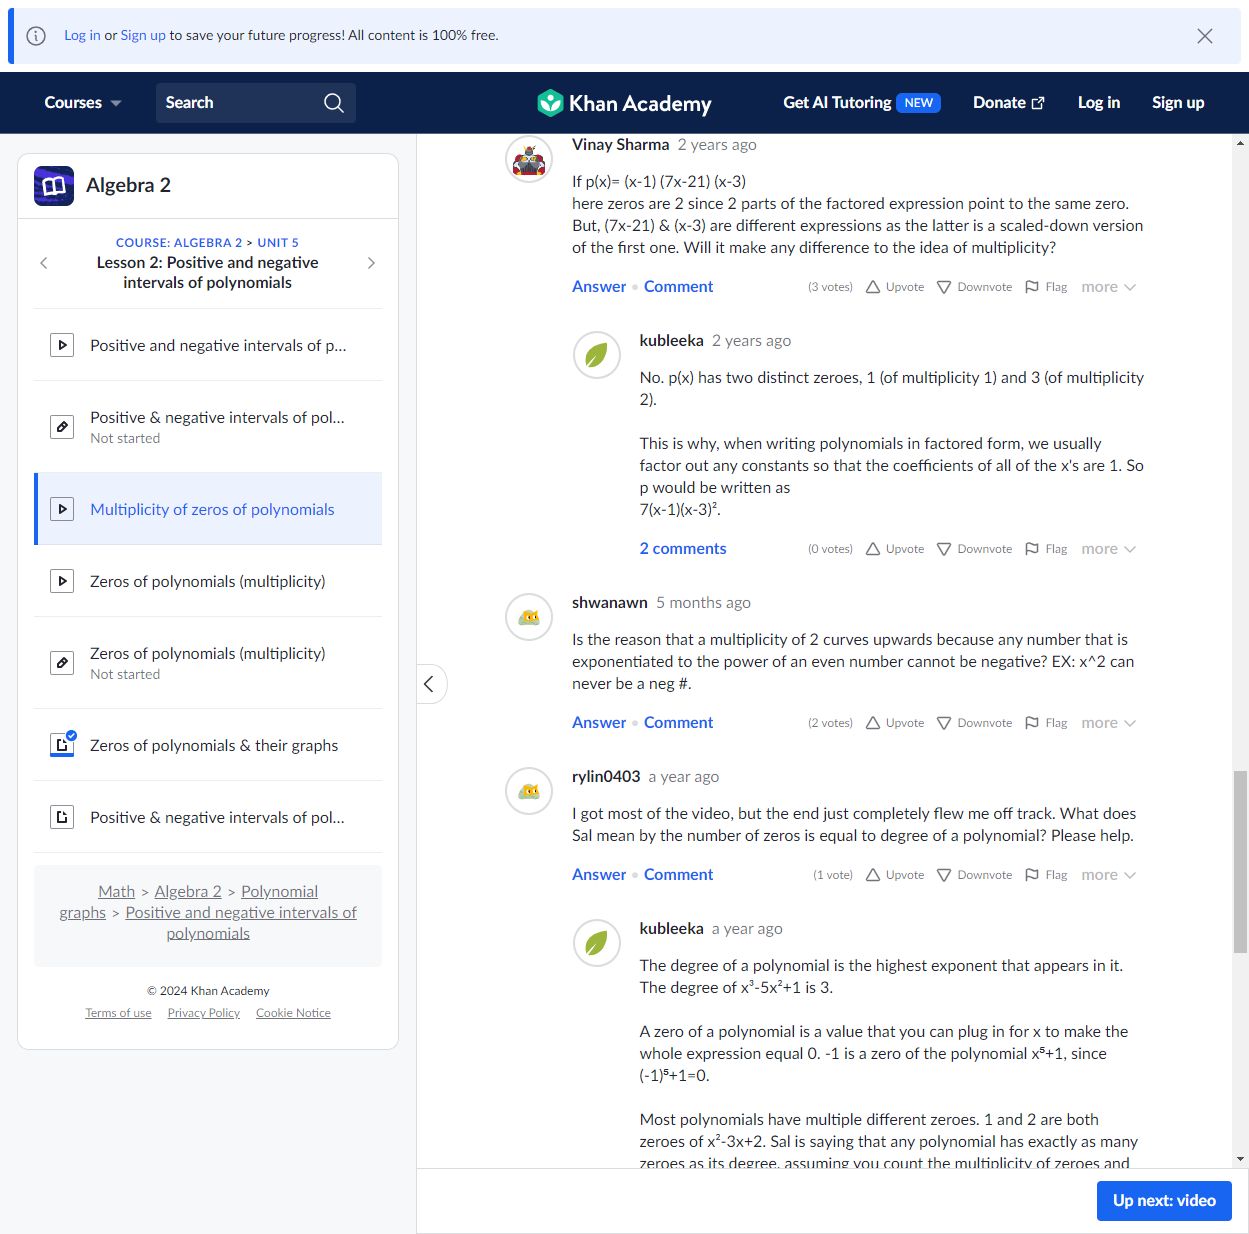 Log in or Sign up to save your future progress! All content is 100% free.
Courses
Search
Khan Academy
Get AI Tutoring NEW
Donate
Log in
Sign up
Algebra 2
COURSE: ALGEBRA 2 > UNIT 5
Lesson 2: Positive and negative
intervals of polynomials
Positive and negative intervals of p...
Positive & negative intervals of pol...
Not started
Multiplicity of zeros of polynomials
Zeros of polynomials (multiplicity)
Zeros of polynomials (multiplicity)
Not started
Zeros of polynomials & their graphs
Positive & negative intervals of pol...
Math > Algebra 2 > Polynomial
graphs > Positive and negative intervals of
polynomials
© 2024 Khan Academy
Terms of use Privacy Policy Cookie Notice
Vinay Sharma 2 years ago
If p(x)= (x-1) (7x-21) (x-3)
here zeros are 2 since 2 parts of the factored expression point to the same zero.
But, (7x-21) & (x-3) are different expressions as the latter is a scaled-down version
of the first one. Will it make any difference to the idea of multiplicity?
Answer • Comment (3 votes) Upvote Downvote Flag more
kubleeka 2 years ago
No. p(x) has two distinct zeroes, 1 (of multiplicity 1) and 3 (of multiplicity
2).
This is why, when writing polynomials in factored form, we usually
factor out any constants so that the coefficients of all of the x's are 1. So
p would be written as
7(x-1)(x-3)².
2 comments (0 votes) Upvote Downvote Flag more
shwanawn 5 months ago
Is the reason that a multiplicity of 2 curves upwards because any number that is
exponentiated to the power of an even number cannot be negative? EX: x^2 can
never be a neg #.
Answer • Comment (2 votes) Upvote Downvote Flag more
rylin0403 a year ago
I got most of the video, but the end just completely flew me off track. What does
Sal mean by the number of zeros is equal to degree of a polynomial? Please help.
Answer • Comment (1 vote) Upvote Downvote Flag more
kubleeka a year ago
The degree of a polynomial is the highest exponent that appears in it.
The degree of x³-5x²+1 is 3.
A zero of a polynomial is a value that you can plug in for x to make the
whole expression equal 0. -1 is a zero of the polynomial x⁵+1, since
(-1)⁵+1=0.
Most polynomials have multiple different zeroes. 1 and 2 are both
zeroes of x²-3x+2. Sal is saying that any polynomial has exactly as many
zeroes as its degree, assuming you count the multiplicity of zeroes and
Up next: video